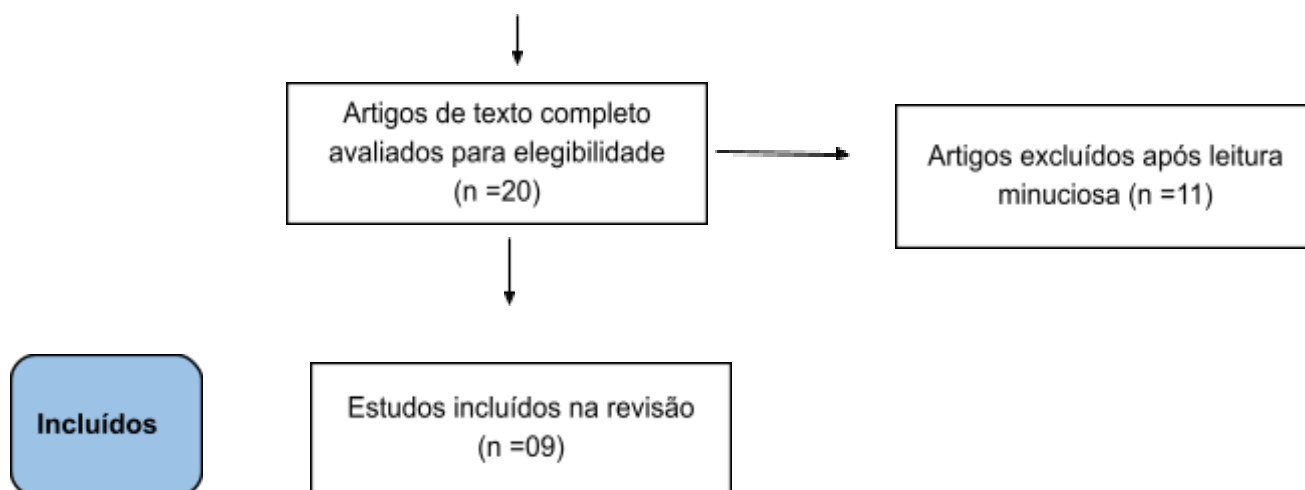 Artigos de texto completo
avaliados para elegibilidade
(n =20)
Artigos excluídos após leitura
minuciosa (n =11)
Incluídos
Estudos incluídos na revisão
(n =09)